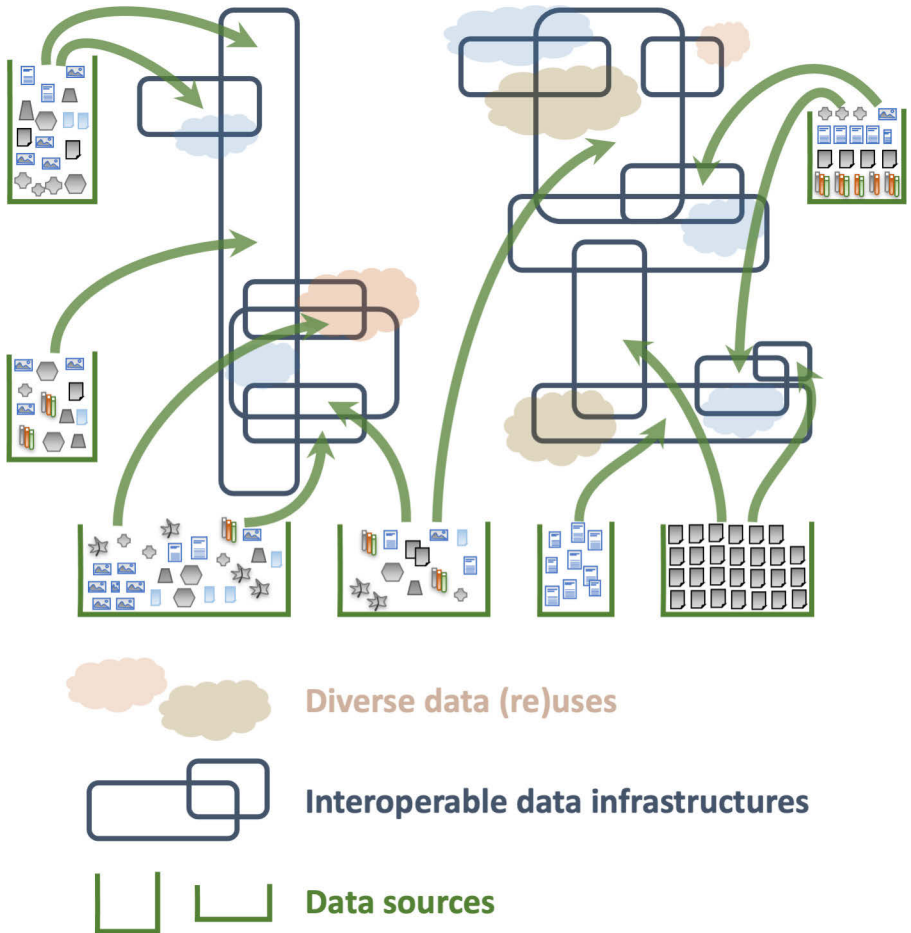 Diverse data (re)uses
Interoperable data infrastructures
Data sources